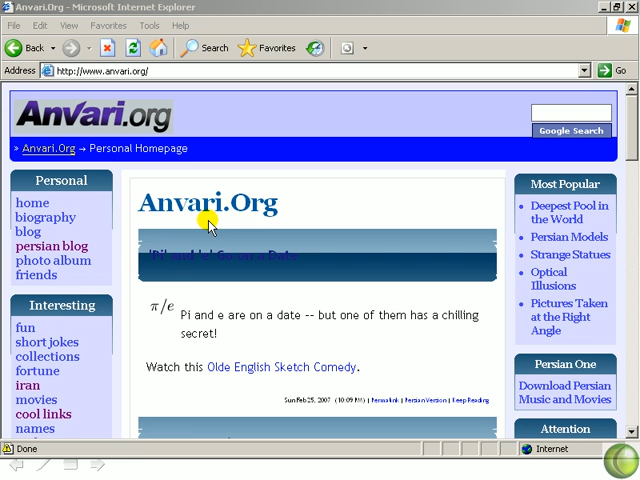 Anvari.Org - Microsoft Internet Explorer
File Edit View Favorites Tools Help
Back Search Favorites
Address http://www.anvari.org/ Go
Anvari.org
Google Search
» Anvari.Org → Personal Homepage
Personal
home
biography
blog
persian blog
photo album
friends
Interesting
fun
short jokes
collections
fortune
iran
movies
cool links
names
Anvari.Org
'Pi' and 'e' Go on a Date
π/e Pi and e are on a date -- but one of them has a chilling
secret!
Watch this Olde English Sketch Comedy.
Sun Feb 25, 2007 (10:09 PM) | Permalink | Persian Version | Keep Reading
Most Popular
• Deepest Pool in
the World
• Persian Models
• Strange Statues
• Optical
Illusions
• Pictures Taken
at the Right
Angle
Persian One
Download Persian
Music and Movies
Attention
Done Internet